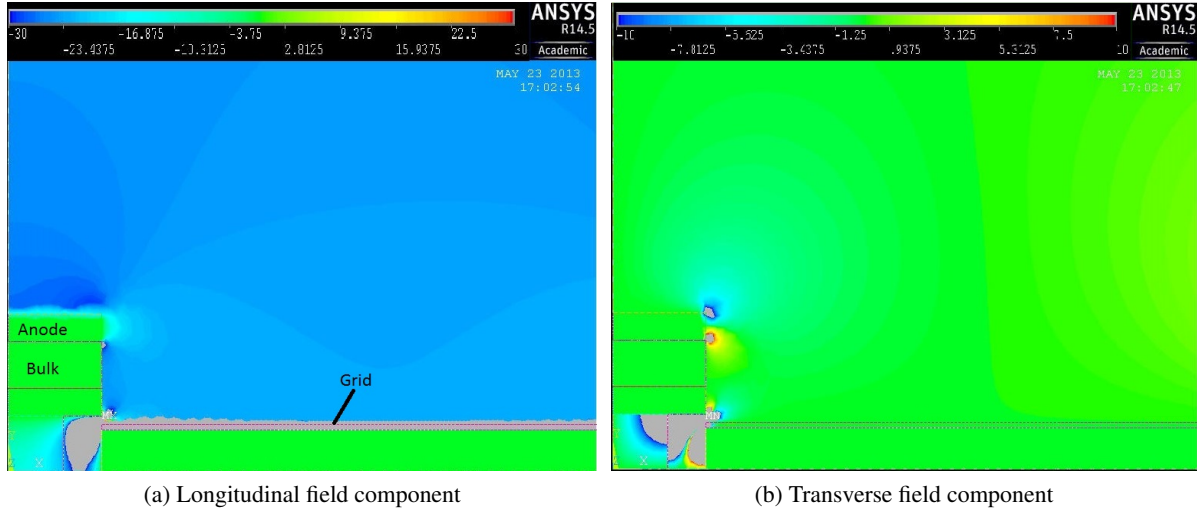 -30 -16.875 -3.75 9.375 22.5
-23.4375 -13.3125 2.8125 15.9375 30
ANSYS
R14.5
Academic
MAY 23 2013
17:02:54
Anode
Bulk
Grid
MN
X
(a) Longitudinal field component
-10 -5.625 -1.25 3.125 7.5
-7.8125 -3.4375 .9375 5.3125 10
ANSYS
R14.5
Academic
MAY 23 2013
17:02:47
MN
X
(b) Transverse field component